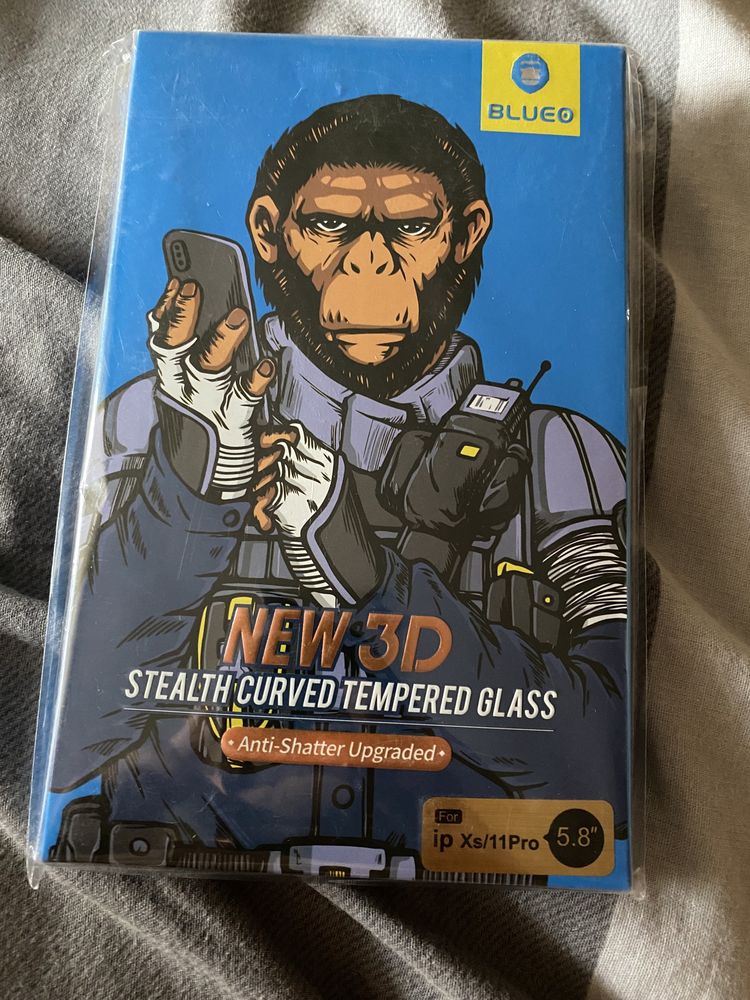 BLUEO
NEW 3D
STEALTH CURVED TEMPERED GLASS
• Anti-Shatter Upgraded •
For
ip Xs/11Pro 5.8"